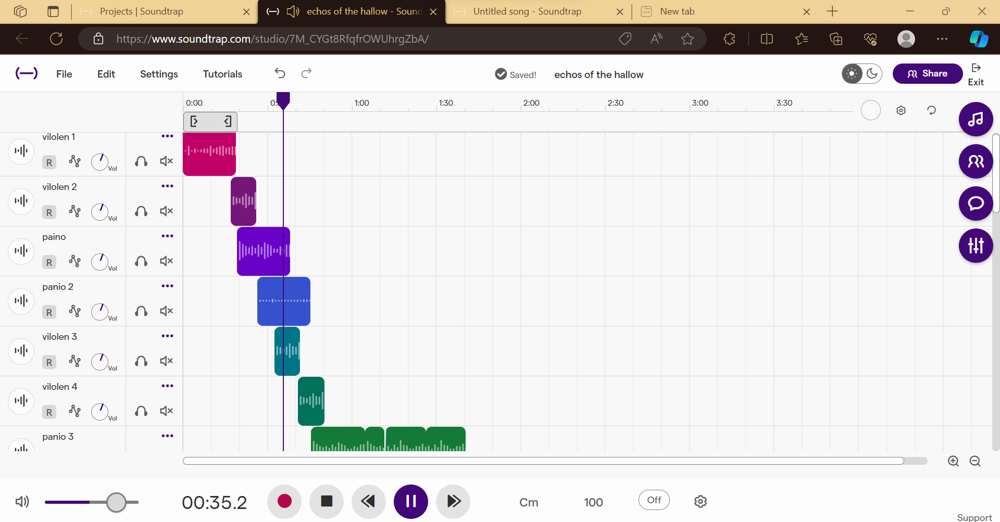 Projects | Soundtrap
echos of the hallow - Sound
Untitled song - Soundtrap
New tab
https://www.soundtrap.com/studio/7M_CYGt8RfqfrOWUhrgZbA/
File
Edit
Settings
Tutorials
Saved!
echos of the hallow
Share
Exit
0:00
1:00
1:30
2:00
2:30
3:00
3:30
vilolen 1
R
Vol
vilolen 2
R
Vol
paino
R
Vol
panio 2
R
Vol
vilolen 3
R
Vol
vilolen 4
R
Vol
panio 3
00:35.2
Cm
100
Off
Support